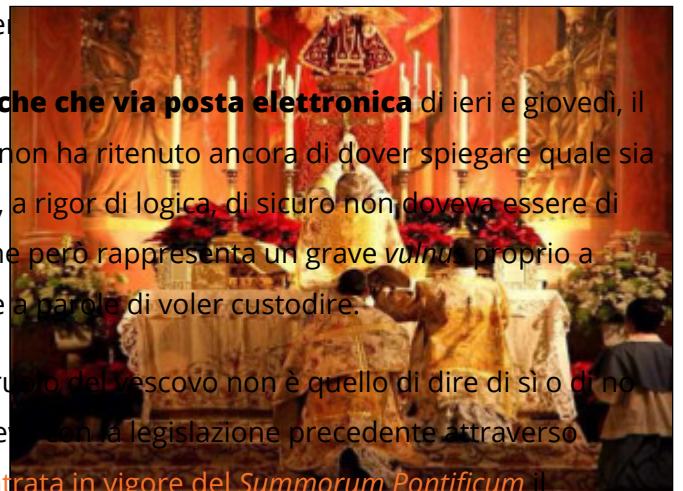 che che via posta elettronica di ieri e giovedì, il
non ha ritenuto ancora di dover spiegare quale sia
, a rigor di logica, di sicuro non doveva essere di
però rappresenta un grave vulnus proprio a
a parole di voler custodire.
ruolo del vescovo non è quello di dire di sì o di no
con la legislazione precedente attraverso
trata in vigore del Summorum Pontificum il